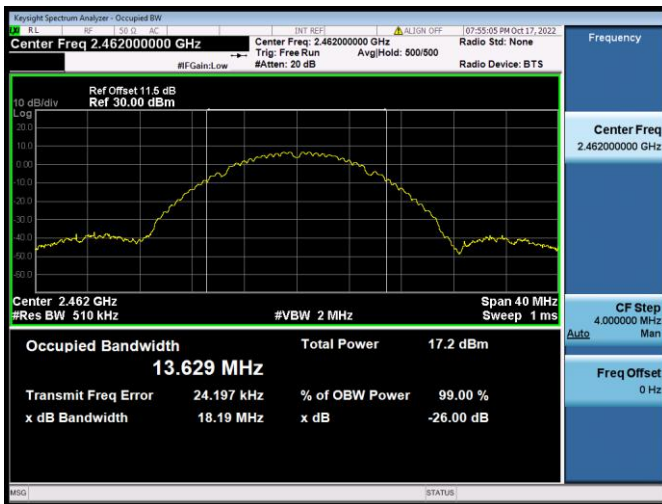 Keysight Spectrum Analyzer - Occupied BW
RL RF 50 Ω AC INT REF ALIGN OFF 07:55:05 PM Oct 17, 2022
Center Freq 2.462000000 GHz
Center Freq: 2.462000000 GHz
Radio Std: None
Trig: Free Run Avg|Hold: 500/500
#IFGain:Low
#Atten: 20 dB
Radio Device: BTS
Frequency
Ref Offset 11.5 dB
10 dB/div Ref 30.00 dBm
Log
20.0
10.0
0.00
-10.0
-20.0
-30.0
-40.0
-50.0
-60.0
Center 2.462 GHz Span 40 MHz
#Res BW 510 kHz #VBW 2 MHz Sweep 1 ms
Occupied Bandwidth Total Power 17.2 dBm
13.629 MHz
Transmit Freq Error 24.197 kHz % of OBW Power 99.00 %
x dB Bandwidth 18.19 MHz x dB -26.00 dB
Center Freq
2.462000000 GHz
CF Step
4.000000 MHz
Auto Man
Freq Offset
0 Hz
MSG STATUS